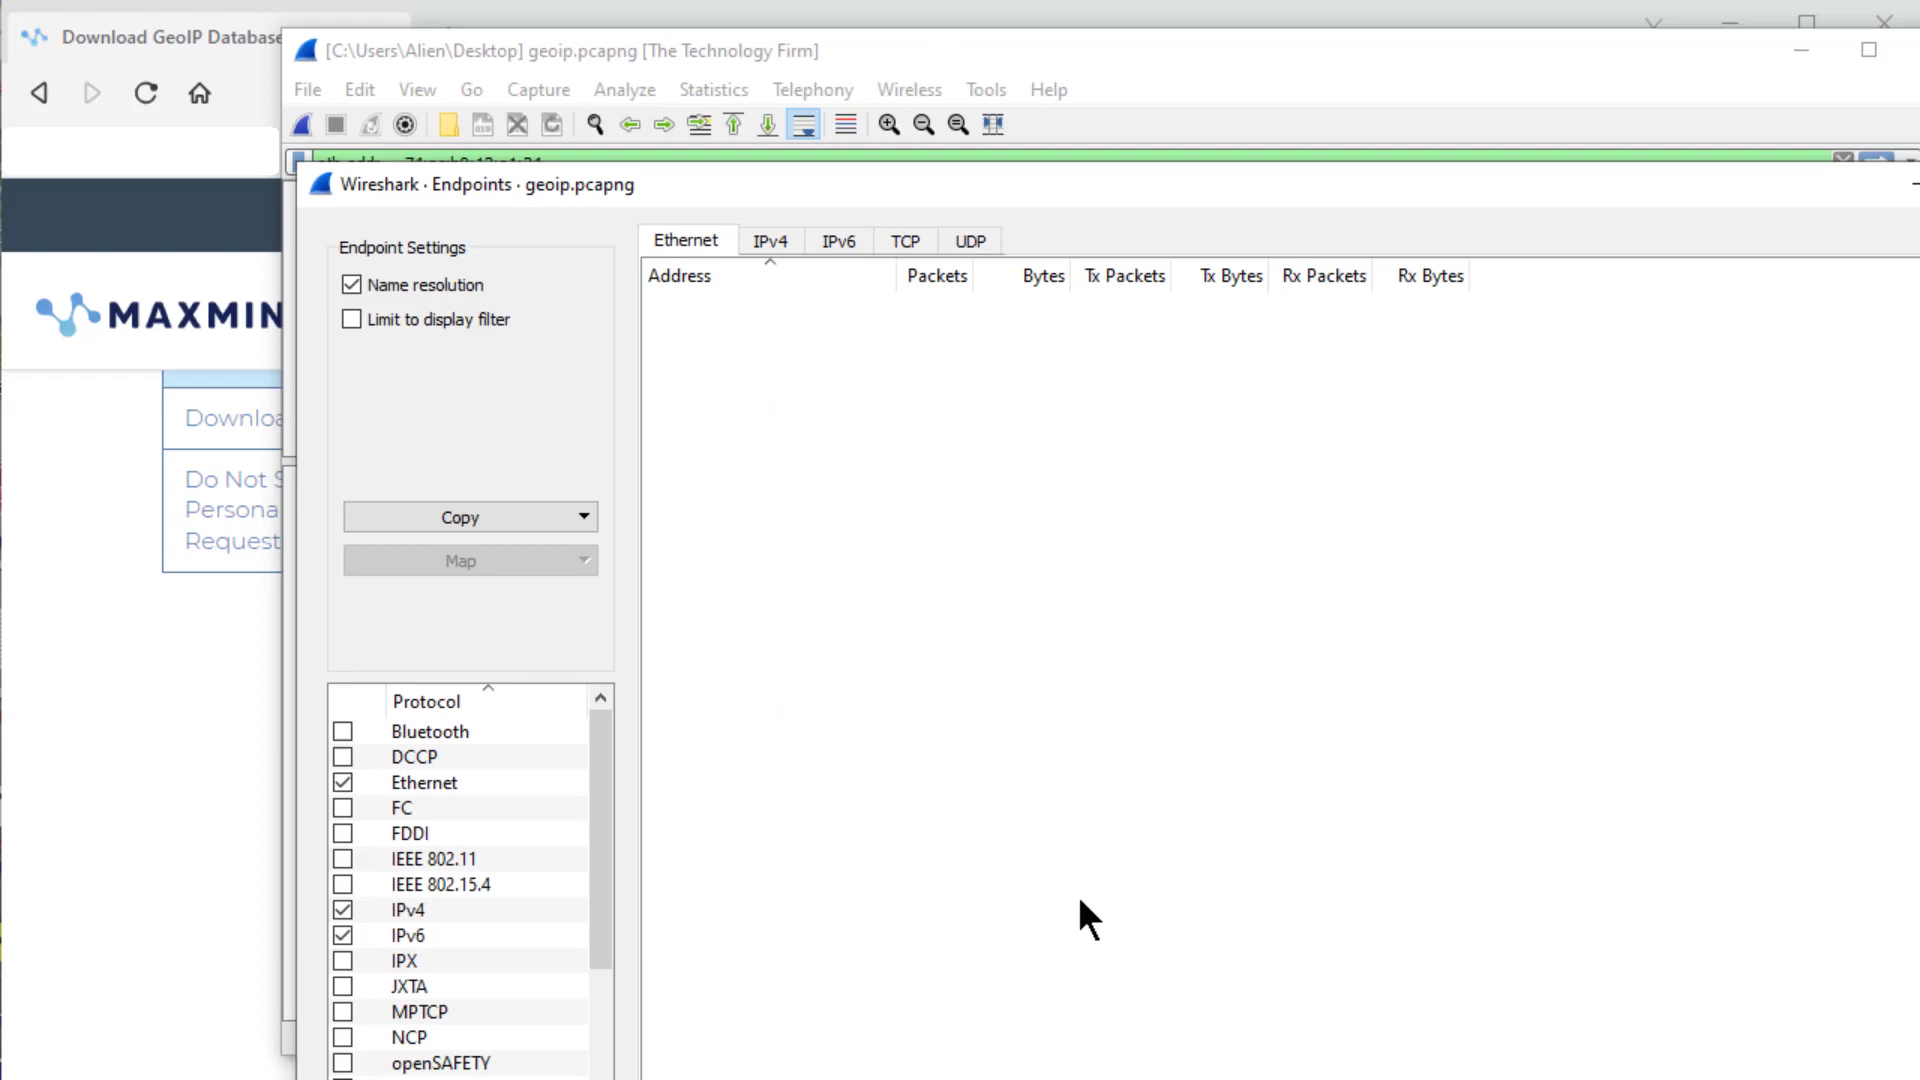 Download GeoIP Database
[C:\Users\Alien\Desktop] geoip.pcapng [The Technology Firm]
File Edit View Go Capture Analyze Statistics Telephony Wireless Tools Help
Wireshark · Endpoints · geoip.pcapng
MAXMIN
Downloa
Do Not S
Persona
Request
Endpoint Settings
Name resolution
Limit to display filter
Copy
Map
Ethernet IPv4 IPv6 TCP UDP
Address Packets Bytes Tx Packets Tx Bytes Rx Packets Rx Bytes
Protocol
Bluetooth
DCCP
Ethernet
FC
FDDI
IEEE 802.11
IEEE 802.15.4
IPv4
IPv6
IPX
JXTA
MPTCP
NCP
openSAFETY